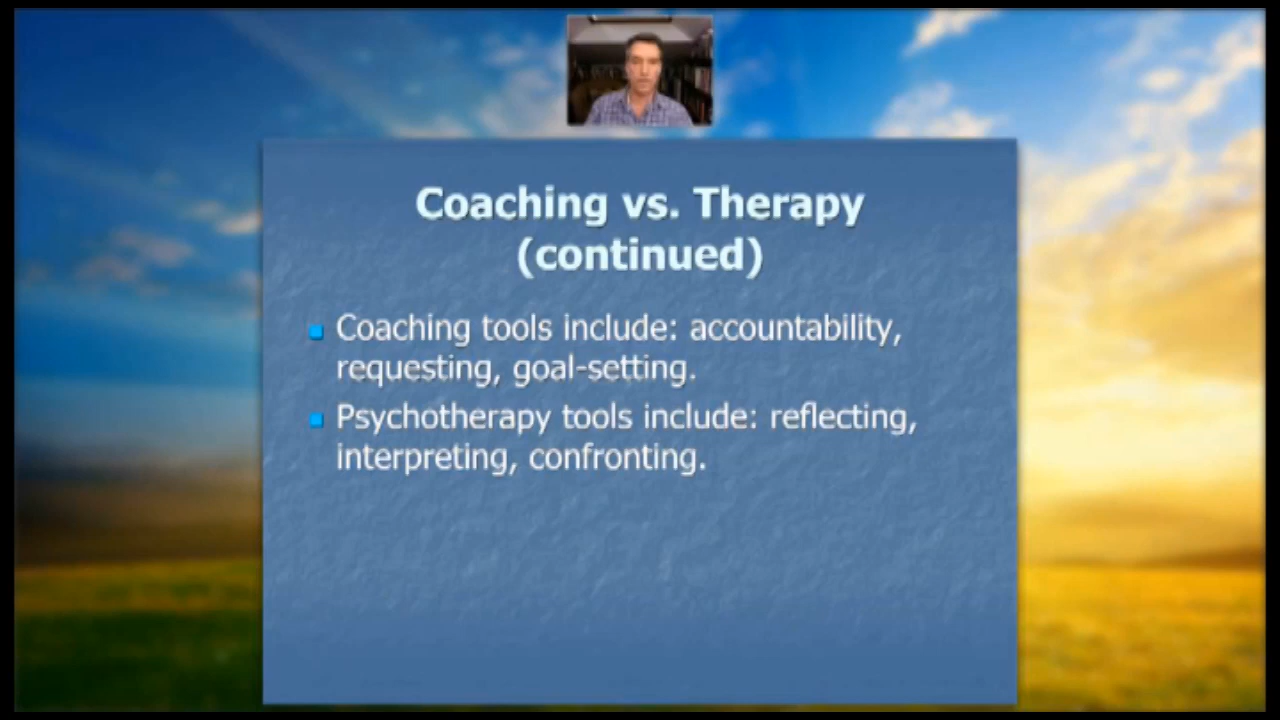 Coaching vs. Therapy
(continued)
Coaching tools include: accountability,
requesting, goal-setting.
Psychotherapy tools include: reflecting,
interpreting, confronting.